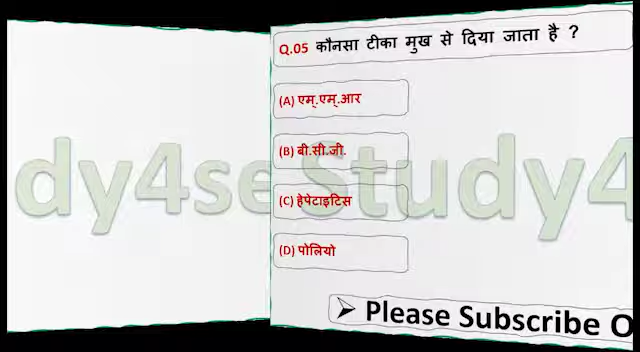 Q.05 कौनसा टीका मुख से दिया जाता है ?
(A) एम्.एम्.आर
(B) बी.सी.जी.
dy4se Study4
(C) हेपेटाइटिस
(D) पोलियो
➢ Please Subscribe O